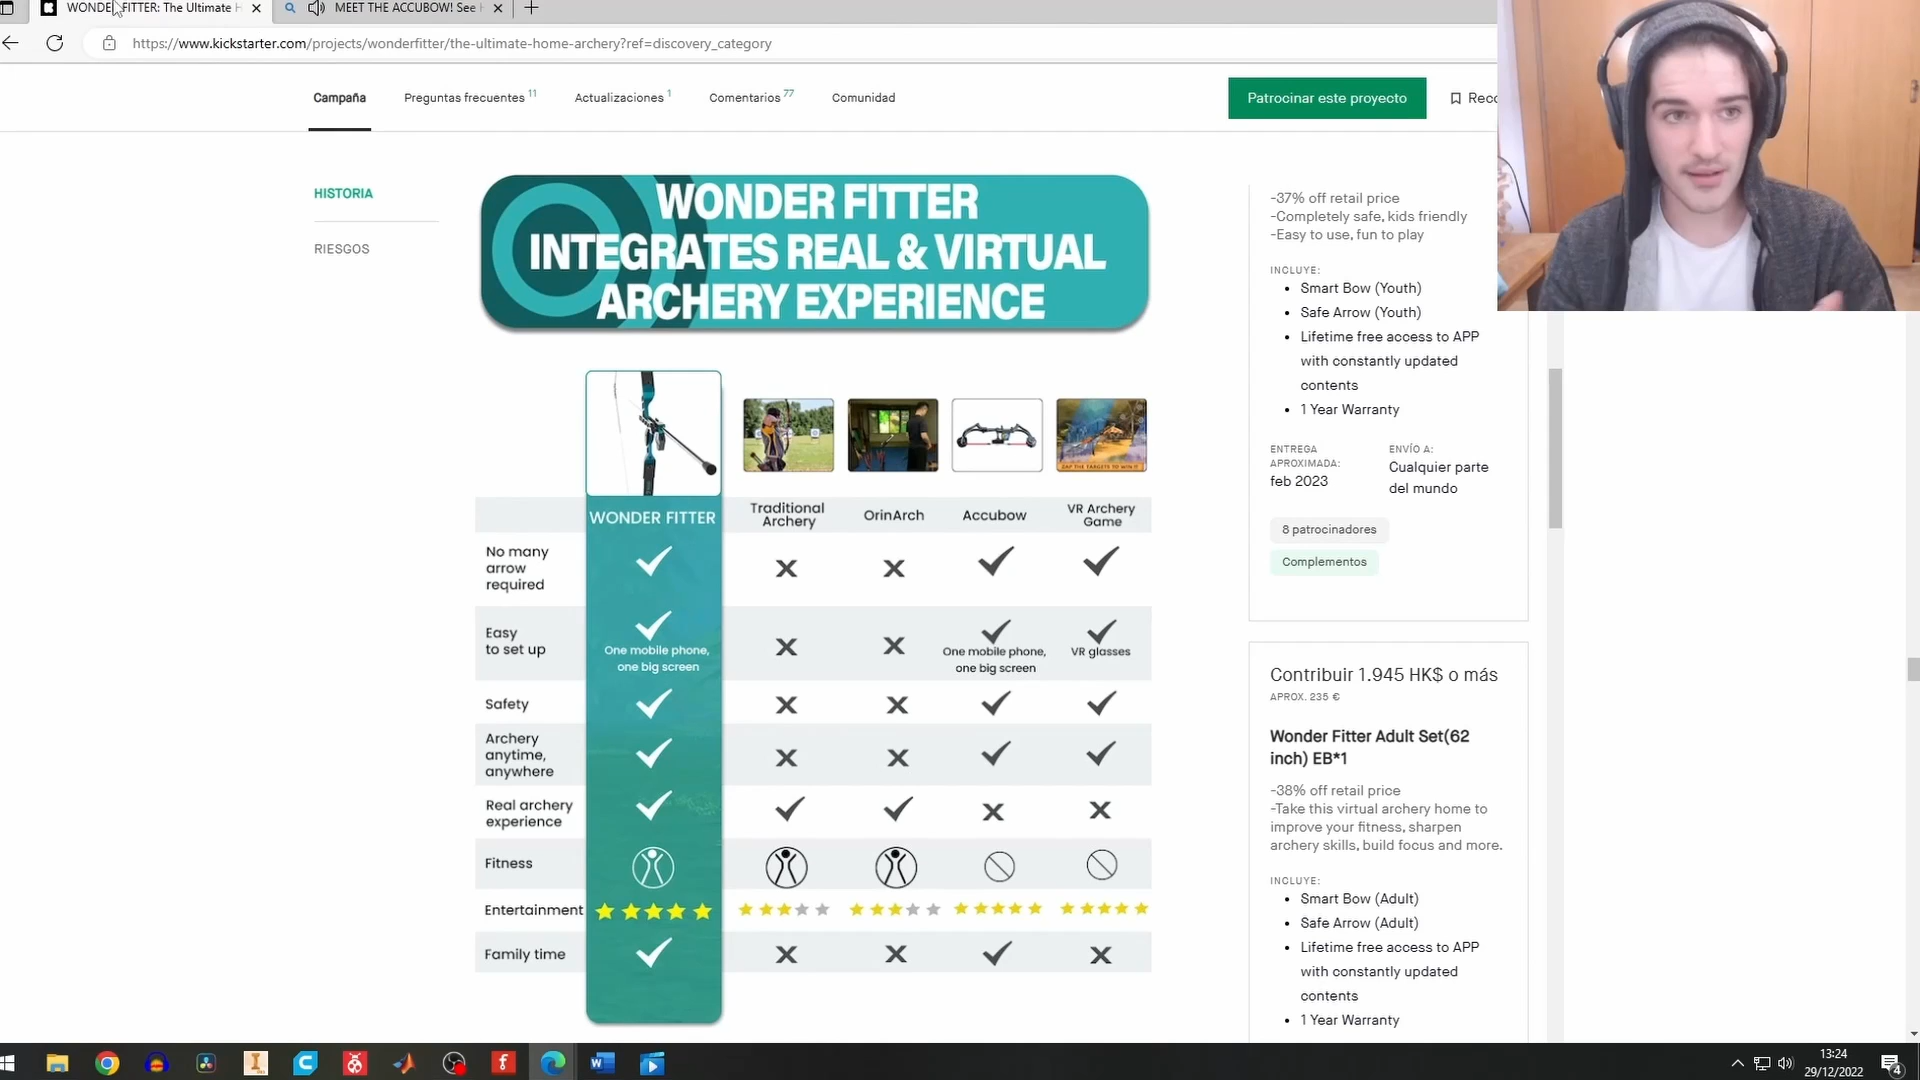 WONDERFITTER: The Ultimate H
MEET THE ACCUBOW! See H
https://www.kickstarter.com/projects/wonderfitter/the-ultimate-home-archery?ref=discovery_category
Campaña
Preguntas frecuentes 11
Actualizaciones 1
Comentarios 77
Comunidad
Patrocinar este proyecto
Reco
HISTORIA
RIESGOS
WONDER FITTER
INTEGRATES REAL & VIRTUAL
ARCHERY EXPERIENCE
WONDER FITTER
Traditional
Archery
OrinArch
Accubow
VR Archery
Game
No many
arrow
required
Easy
to set up
One mobile phone,
one big screen
One mobile phone,
one big screen
VR glasses
Safety
Archery
anytime,
anywhere
Real archery
experience
Fitness
Entertainment
Family time
ZAP THE TARGETS TO WIN !!
-37% off retail price
-Completely safe, kids friendly
-Easy to use, fun to play
INCLUYE:
Smart Bow (Youth)
Safe Arrow (Youth)
Lifetime free access to APP
with constantly updated
contents
1 Year Warranty
ENTREGA
APROXIMADA:
feb 2023
ENVÍO A:
Cualquier parte
del mundo
8 patrocinadores
Complementos
Contribuir 1.945 HK$ o más
APROX. 235 €
Wonder Fitter Adult Set(62
inch) EB*1
-38% off retail price
-Take this virtual archery home to
improve your fitness, sharpen
archery skills, build focus and more.
INCLUYE:
Smart Bow (Adult)
Safe Arrow (Adult)
Lifetime free access to APP
with constantly updated
contents
1 Year Warranty
13:24
29/12/2022
4